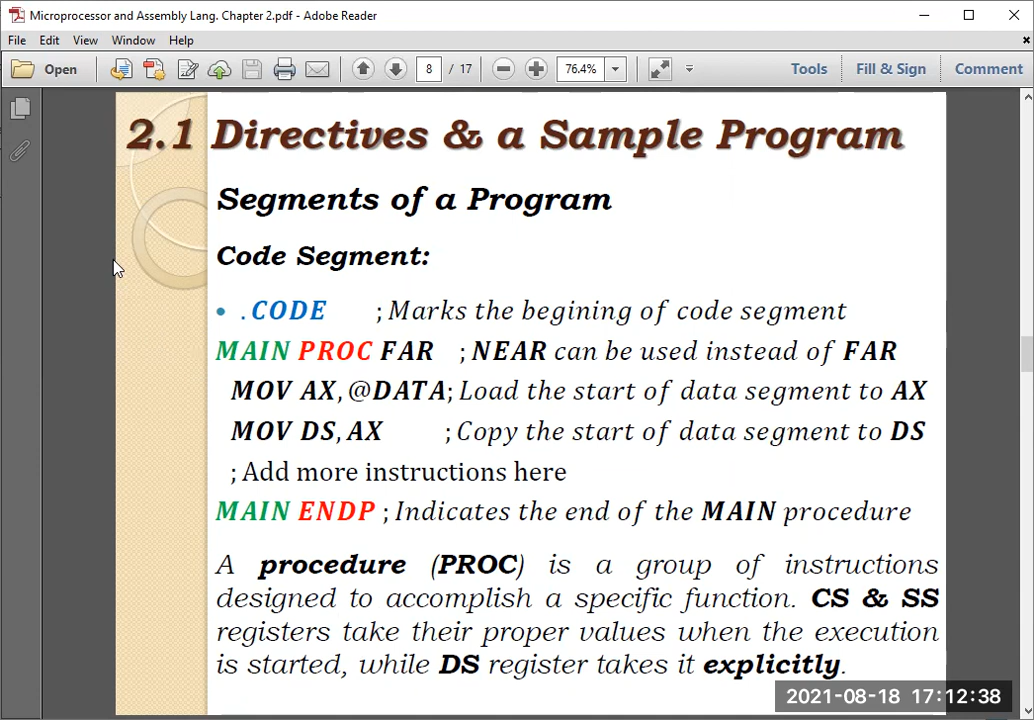 Microprocessor and Assembly Lang. Chapter 2.pdf - Adobe Reader
File Edit View Window Help
Open 8 / 17 76.4% Tools Fill & Sign Comment
2.1 Directives & a Sample Program
Segments of a Program
Code Segment:
• .CODE ; Marks the begining of code segment
MAIN PROC FAR ; NEAR can be used instead of FAR
MOV AX, @DATA; Load the start of data segment to AX
MOV DS, AX ; Copy the start of data segment to DS
; Add more instructions here
MAIN ENDP ; Indicates the end of the MAIN procedure
A procedure (PROC) is a group of instructions
designed to accomplish a specific function. CS & SS
registers take their proper values when the execution
is started, while DS register takes it explicitly.
2021-08-18 17:12:38